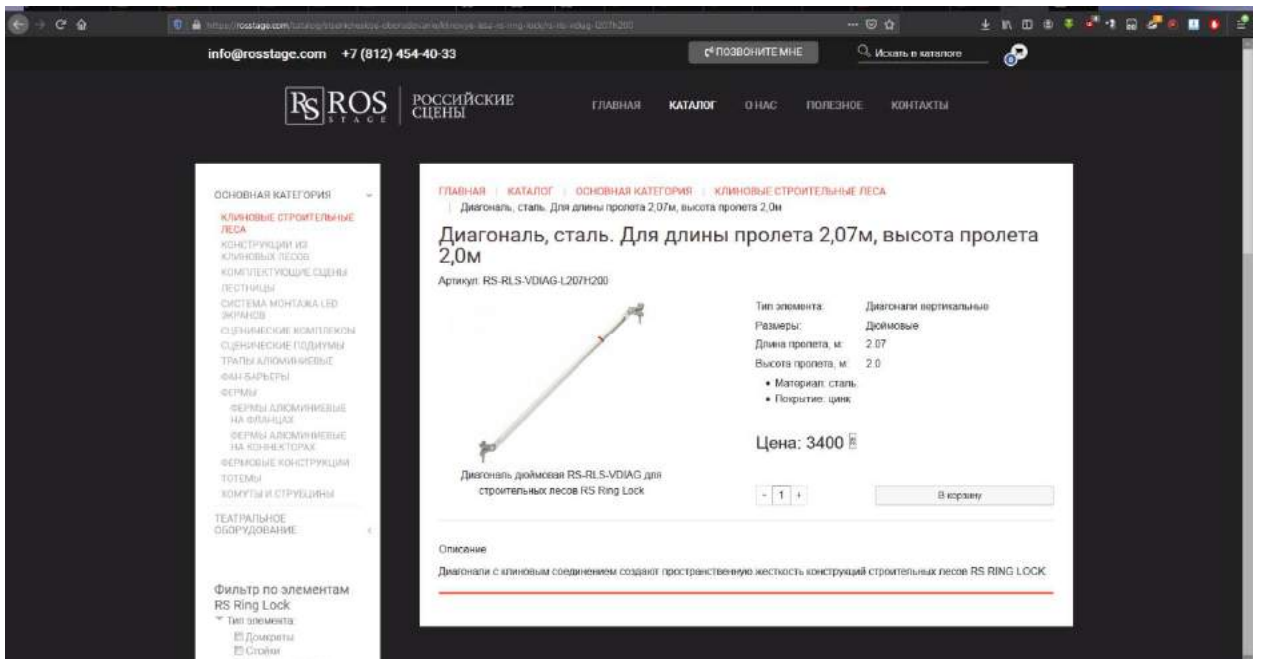 info@rosstage.com +7 (812) 454-40-33
ПОЗВОНИТЕ МНЕ
Искать в каталоге
0
RS ROS STAGE
РОССИЙСКИЕ
СЦЕНЫ
ГЛАВНАЯ КАТАЛОГ О НАС ПОЛЕЗНОЕ КОНТАКТЫ
ОСНОВНАЯ КАТЕГОРИЯ
КЛИНОВЫЕ СТРОИТЕЛЬНЫЕ
ЛЕСА
КОНСТРУКЦИИ ИЗ
КЛИНОВЫХ ЛЕСОВ
КОМПЛЕКТУЮЩИЕ СЦЕНЫ
ЛЕСТНИЦЫ
СИСТЕМА МОНТАЖА LED
ЭКРАНОВ
СЦЕНИЧЕСКИЕ КОМПЛЕКСЫ
СЦЕНИЧЕСКИЕ ПОДИУМЫ
ТРАПЫ АЛЮМИНИЕВЫЕ
ФАН-БАРЬЕРЫ
ФЕРМЫ
ФЕРМЫ АЛЮМИНИЕВЫЕ
НА ФЛАНЦАХ
ФЕРМЫ АЛЮМИНИЕВЫЕ
НА КОННЕКТОРАХ
ФЕРМОВЫЕ КОНСТРУКЦИИ
ТОТЕМЫ
ХОМУТЫ И СТРУБЦИНЫ
ТЕАТРАЛЬНОЕ
ОБОРУДОВАНИЕ
Фильтр по элементам
RS Ring Lock
Тип элемента:
Домкраты
Стойки
ГЛАВНАЯ | КАТАЛОГ | ОСНОВНАЯ КАТЕГОРИЯ | КЛИНОВЫЕ СТРОИТЕЛЬНЫЕ ЛЕСА
| Диагональ, сталь. Для длины пролета 2,07м, высота пролета 2,0м
Диагональ, сталь. Для длины пролета 2,07м, высота пролета
2,0м
Артикул: RS-RLS-VDIAG-L207H200
Диагональ дюймовая RS-RLS-VDIAG для
строительных лесов RS Ring Lock
Тип элемента: Диагонали вертикальные
Размеры: Дюймовые
Длина пролета, м: 2.07
Высота пролета, м: 2.0
• Материал: сталь;
• Покрытие: цинк
Цена: 3400
- 1 +
В корзину
Описание
Диагонали с клиновым соединением создают пространственную жесткость конструкций строительных лесов RS RING LOCK.